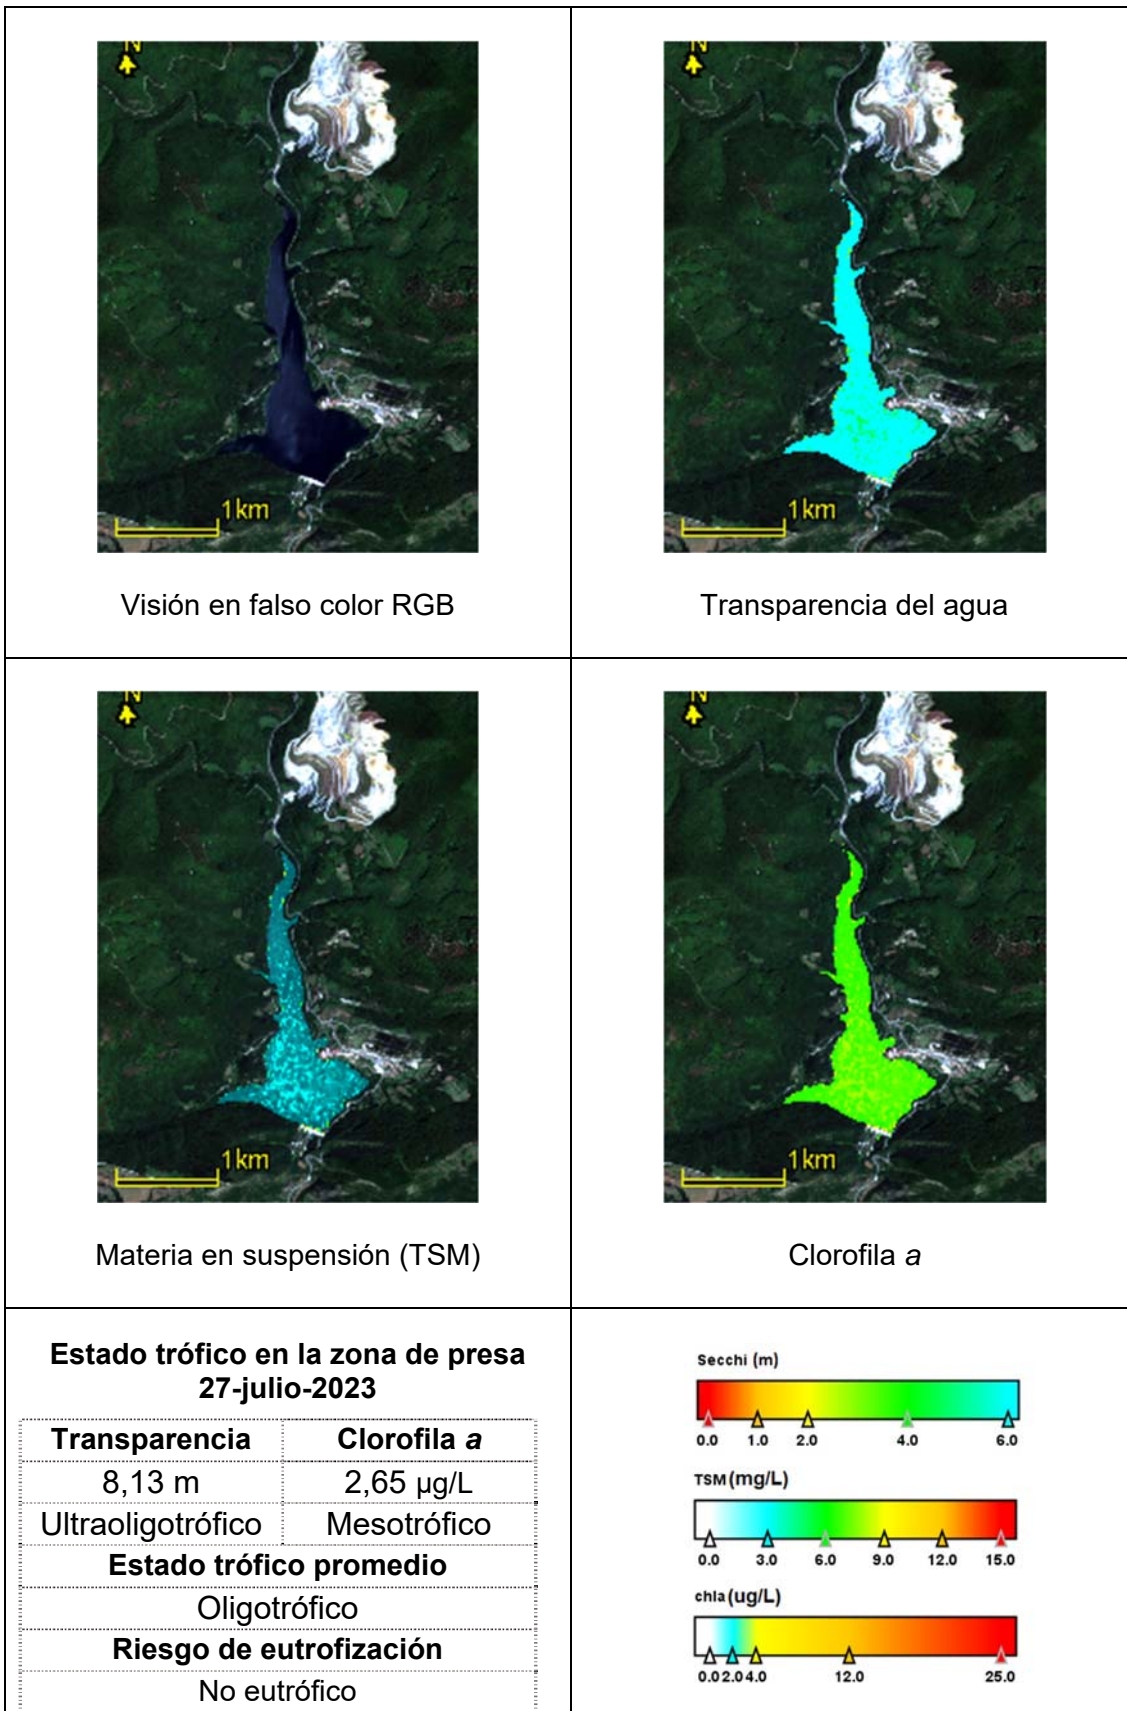 N
1km
Visión en falso color RGB
N
1km
Transparencia del agua
N
1km
Materia en suspensión (TSM)
N
1km
Clorofila a
Estado trófico en la zona de presa
27-julio-2023
Transparencia Clorofila a
8,13 m 2,65 µg/L
Ultraoligotrófico Mesotrófico
Estado trófico promedio
Oligotrófico
Riesgo de eutrofización
No eutrófico
Secchi (m)
0.0 1.0 2.0 4.0 6.0
TSM (mg/L)
0.0 3.0 6.0 9.0 12.0 15.0
chla (ug/L)
0.0 2.0 4.0 12.0 25.0